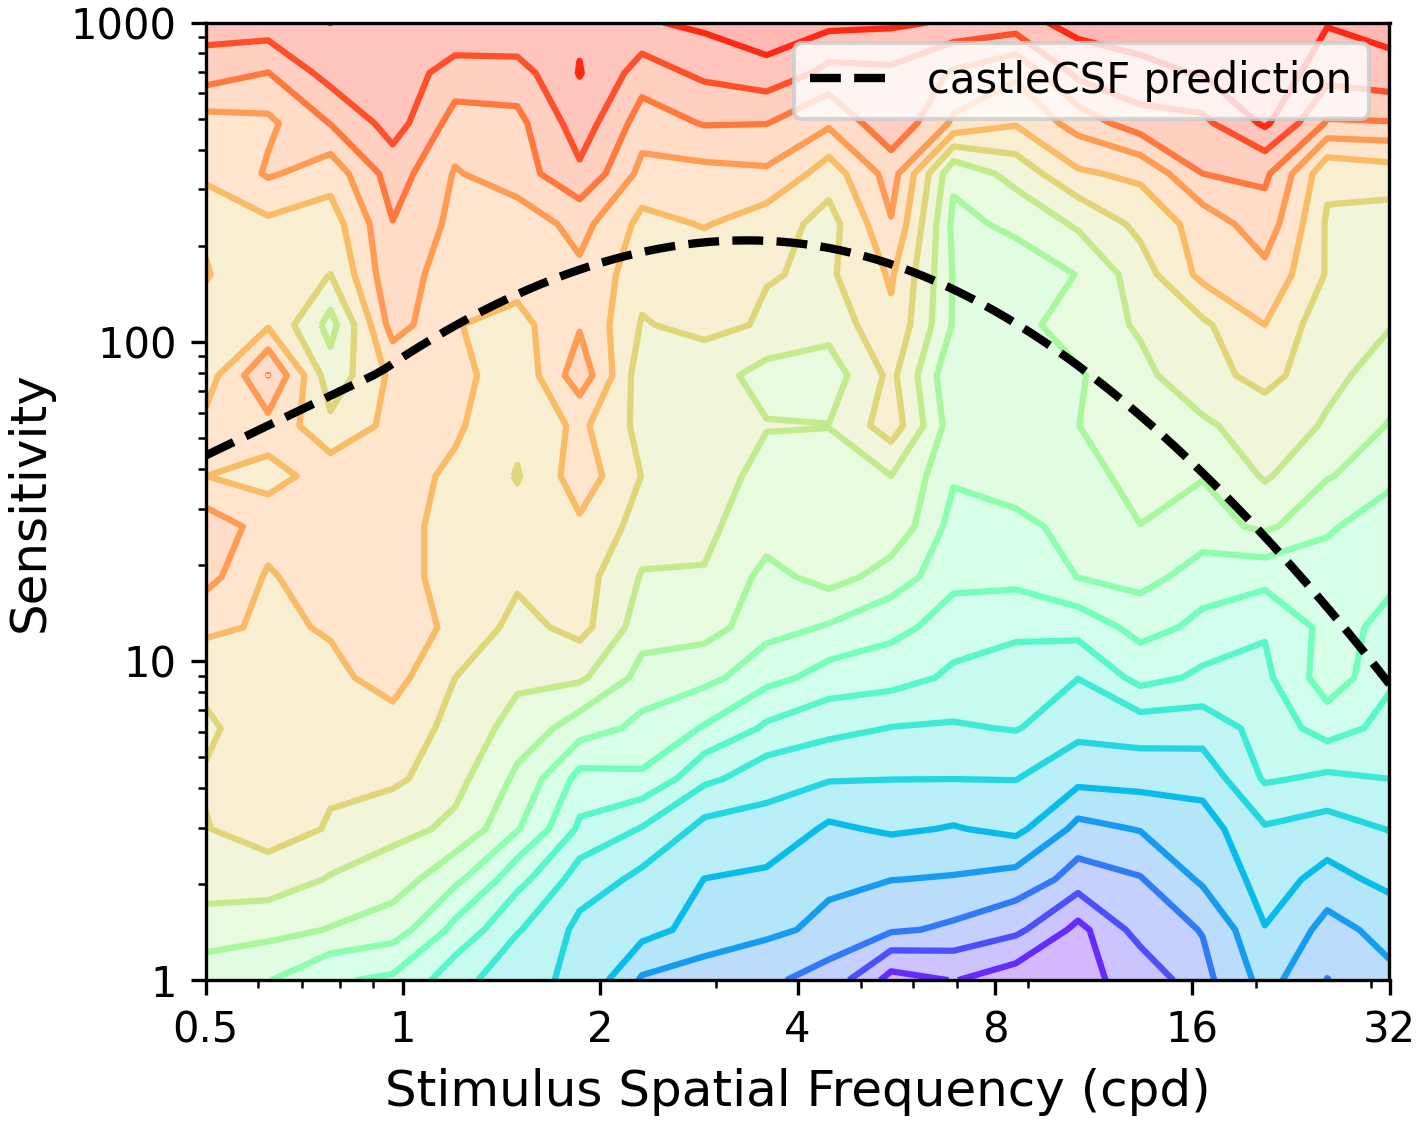 1000
castleCSF prediction
100
Sensitivity
10
1
0.5 1 2 4 8 16 32
Stimulus Spatial Frequency (cpd)